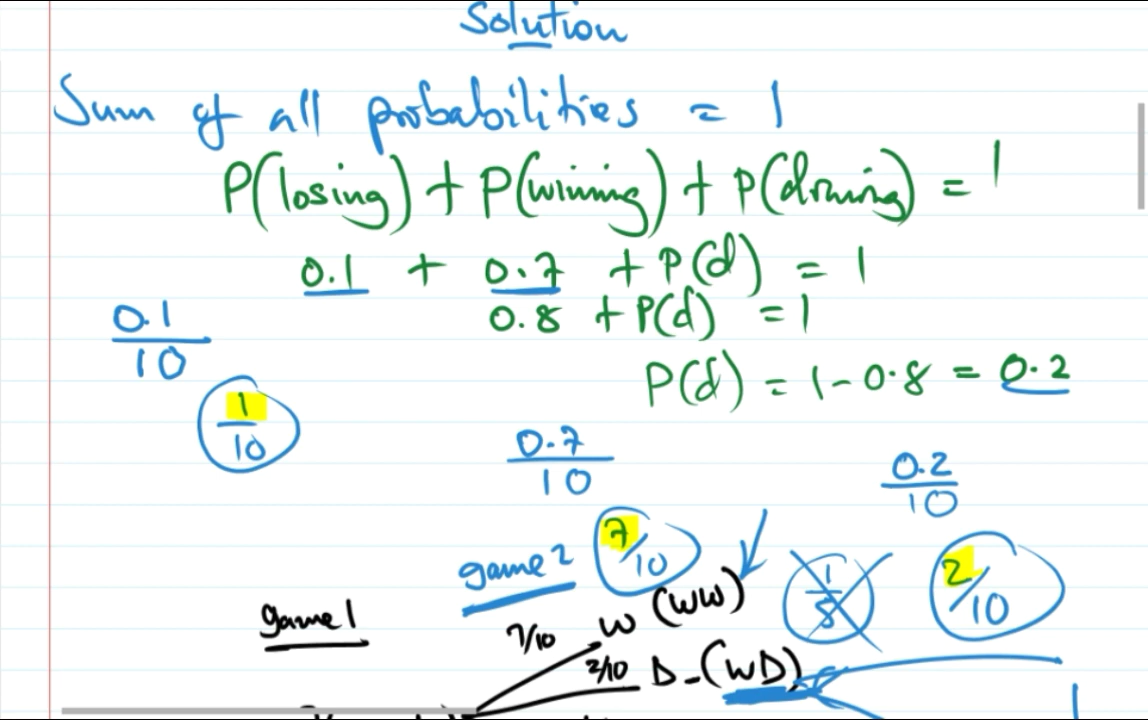 Solution
Sum of all probabilities = 1
P(losing) + P(wining) + P(drawing) = 1
0.1 + 0.7 + P(d) = 1
0.8 + P(d) = 1
0.1/10
P(d) = 1 - 0.8 = 0.2
1/10
0.7/10
0.2/10
game 2
7/10
1/5
2/10
game 1
7/10 W (WW)
2/10 D - (WD)